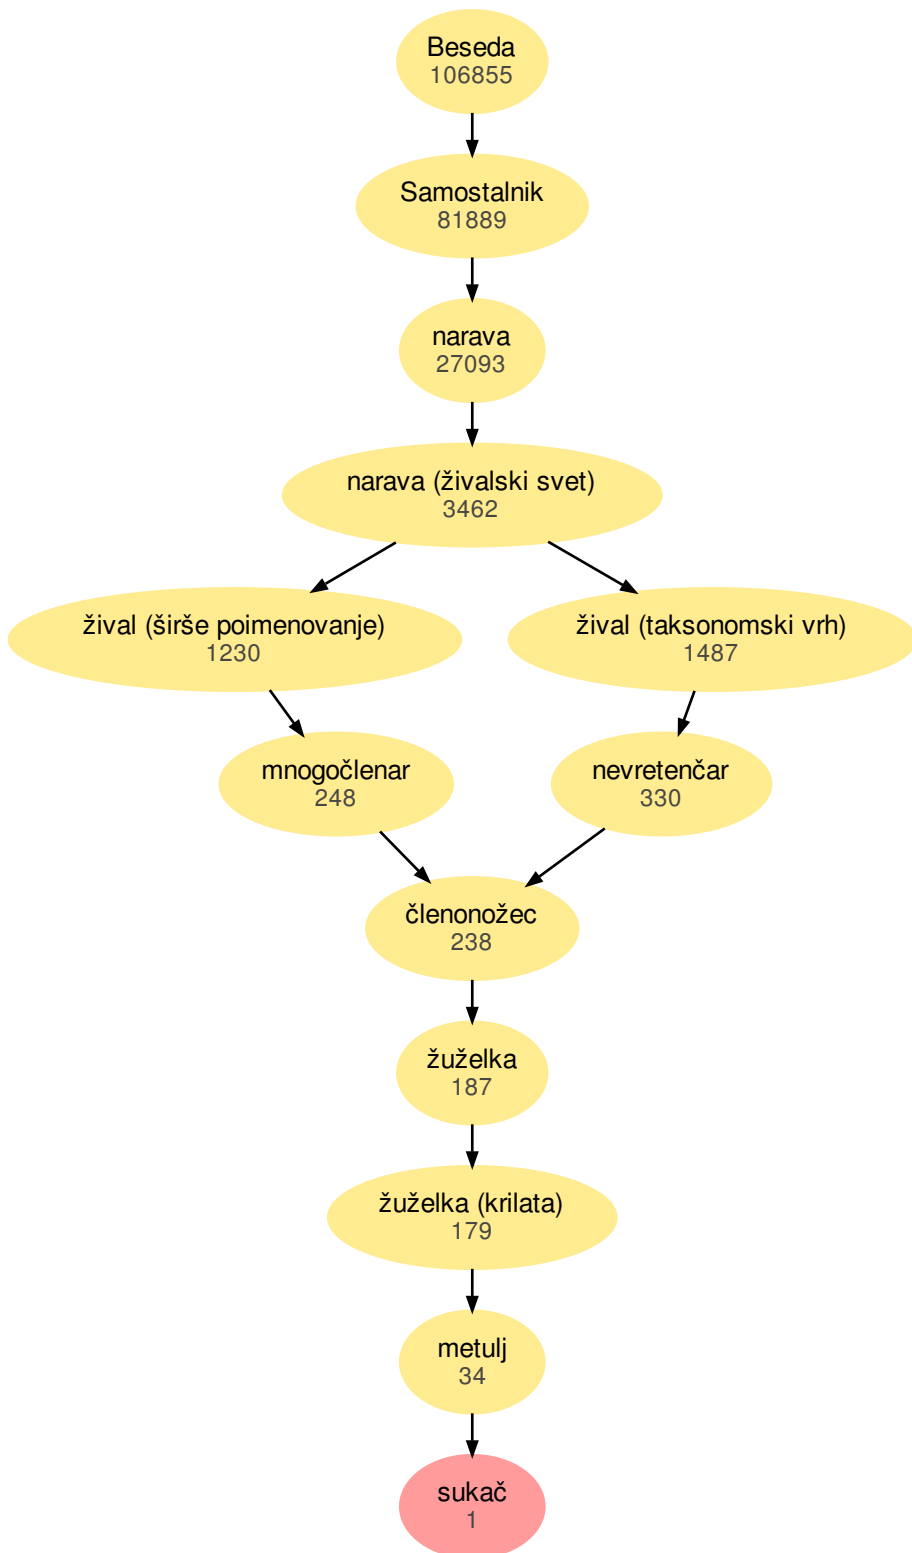 Beseda
106855
Samostalnik
81889
narava
27093
narava (živalski svet)
3462
žival (širše poimenovanje)
1230
žival (taksonomski vrh)
1487
mnogočlenar
248
nevretenčar
330
členonožec
238
žuželka
187
žuželka (krilata)
179
metulj
34
sukač
1